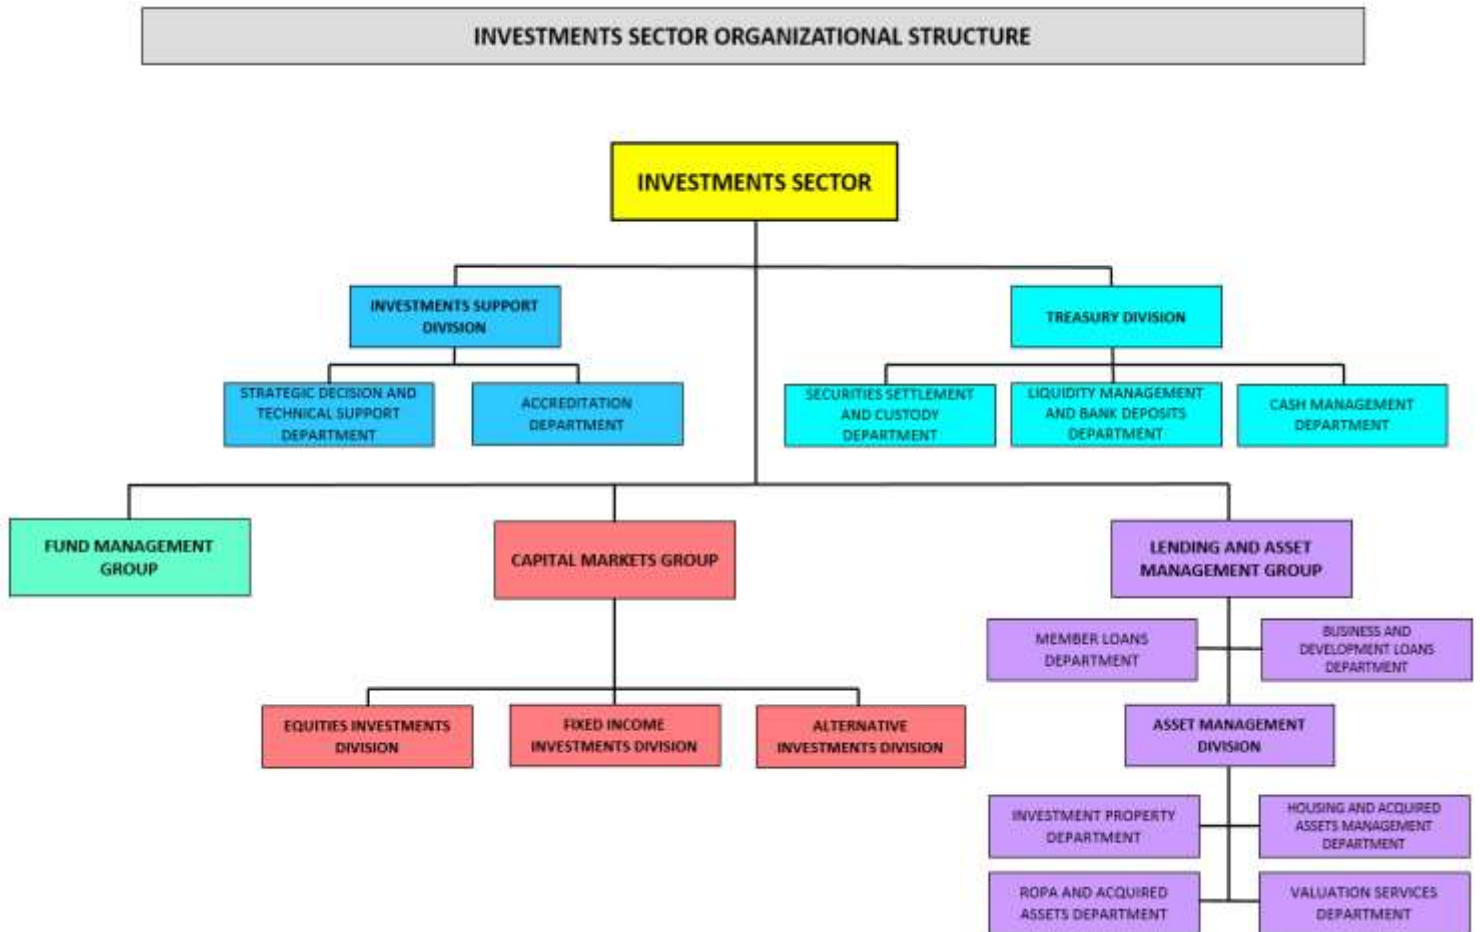 INVESTMENTS SECTOR ORGANIZATIONAL STRUCTURE
INVESTMENTS SECTOR
INVESTMENTS SUPPORT
DIVISION
TREASURY DIVISION
STRATEGIC DECISION AND
TECHNICAL SUPPORT
DEPARTMENT
ACCREDITATION
DEPARTMENT
SECURITIES SETTLEMENT
AND CUSTODY
DEPARTMENT
LIQUIDITY MANAGEMENT
AND BANK DEPOSITS
DEPARTMENT
CASH MANAGEMENT
DEPARTMENT
FUND MANAGEMENT
GROUP
CAPITAL MARKETS GROUP
LENDING AND ASSET
MANAGEMENT GROUP
MEMBER LOANS
DEPARTMENT
BUSINESS AND
DEVELOPMENT LOANS
DEPARTMENT
EQUITIES INVESTMENTS
DIVISION
FIXED INCOME
INVESTMENTS DIVISION
ALTERNATIVE
INVESTMENTS DIVISION
ASSET MANAGEMENT
DIVISION
INVESTMENT PROPERTY
DEPARTMENT
HOUSING AND ACQUIRED
ASSETS MANAGEMENT
DEPARTMENT
ROPA AND ACQUIRED
ASSETS DEPARTMENT
VALUATION SERVICES
DEPARTMENT